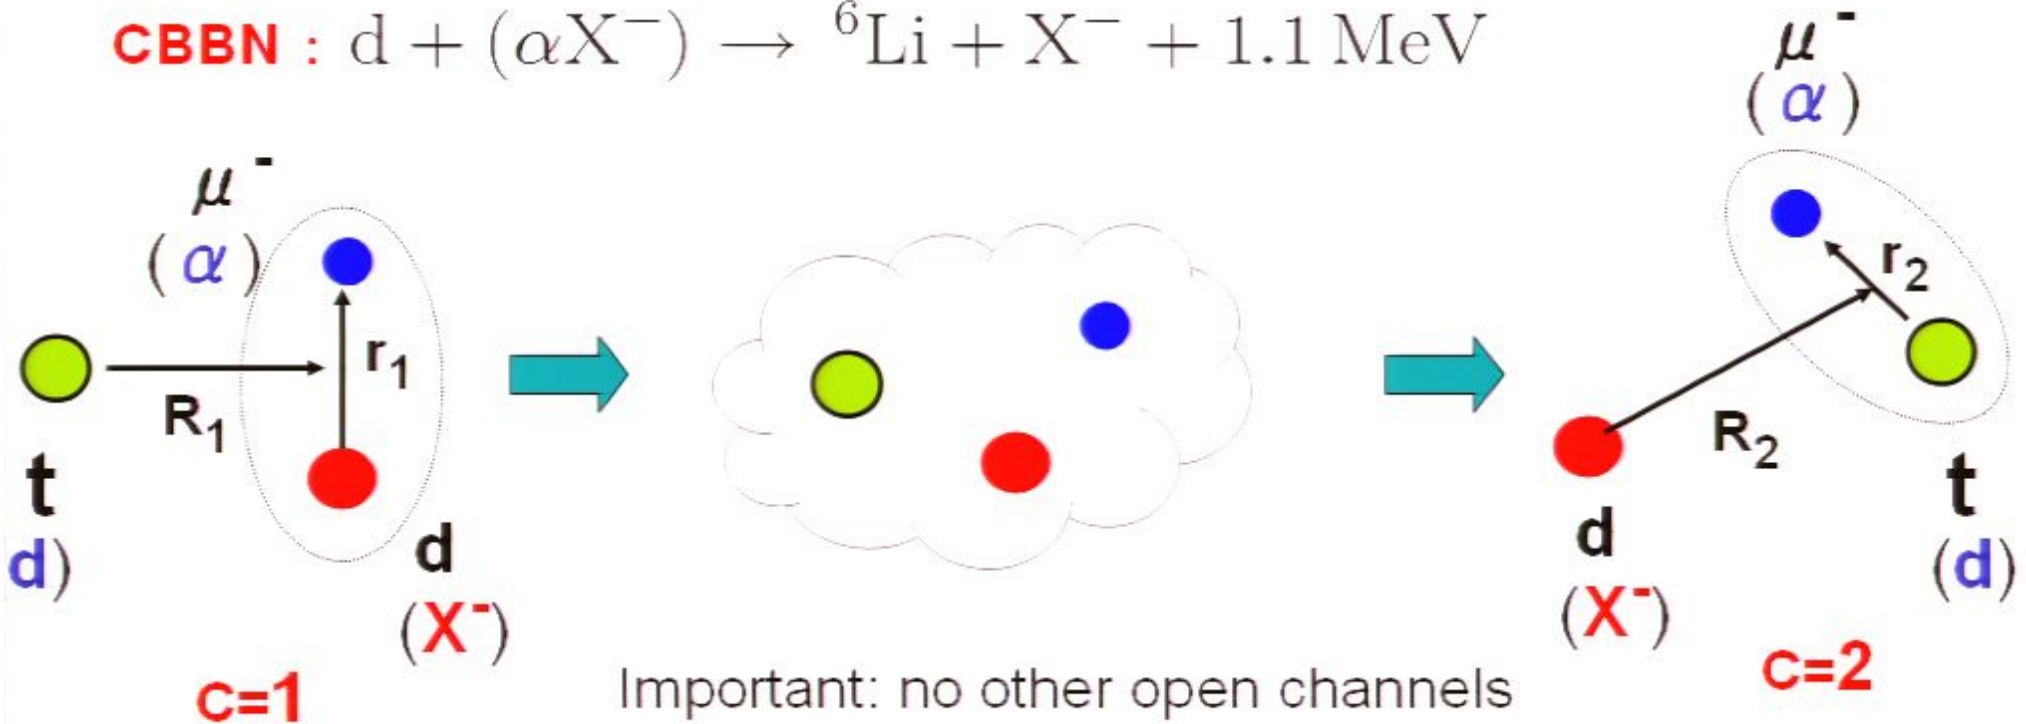 CBBN : d + (αX⁻) → ⁶Li + X⁻ + 1.1 MeV
μ⁻
(α)
r₁
R₁
t
d)
d
(X⁻)
c=1
μ⁻
(α)
r₂
R₂
d
(X⁻)
t
(d)
c=2
Important: no other open channels